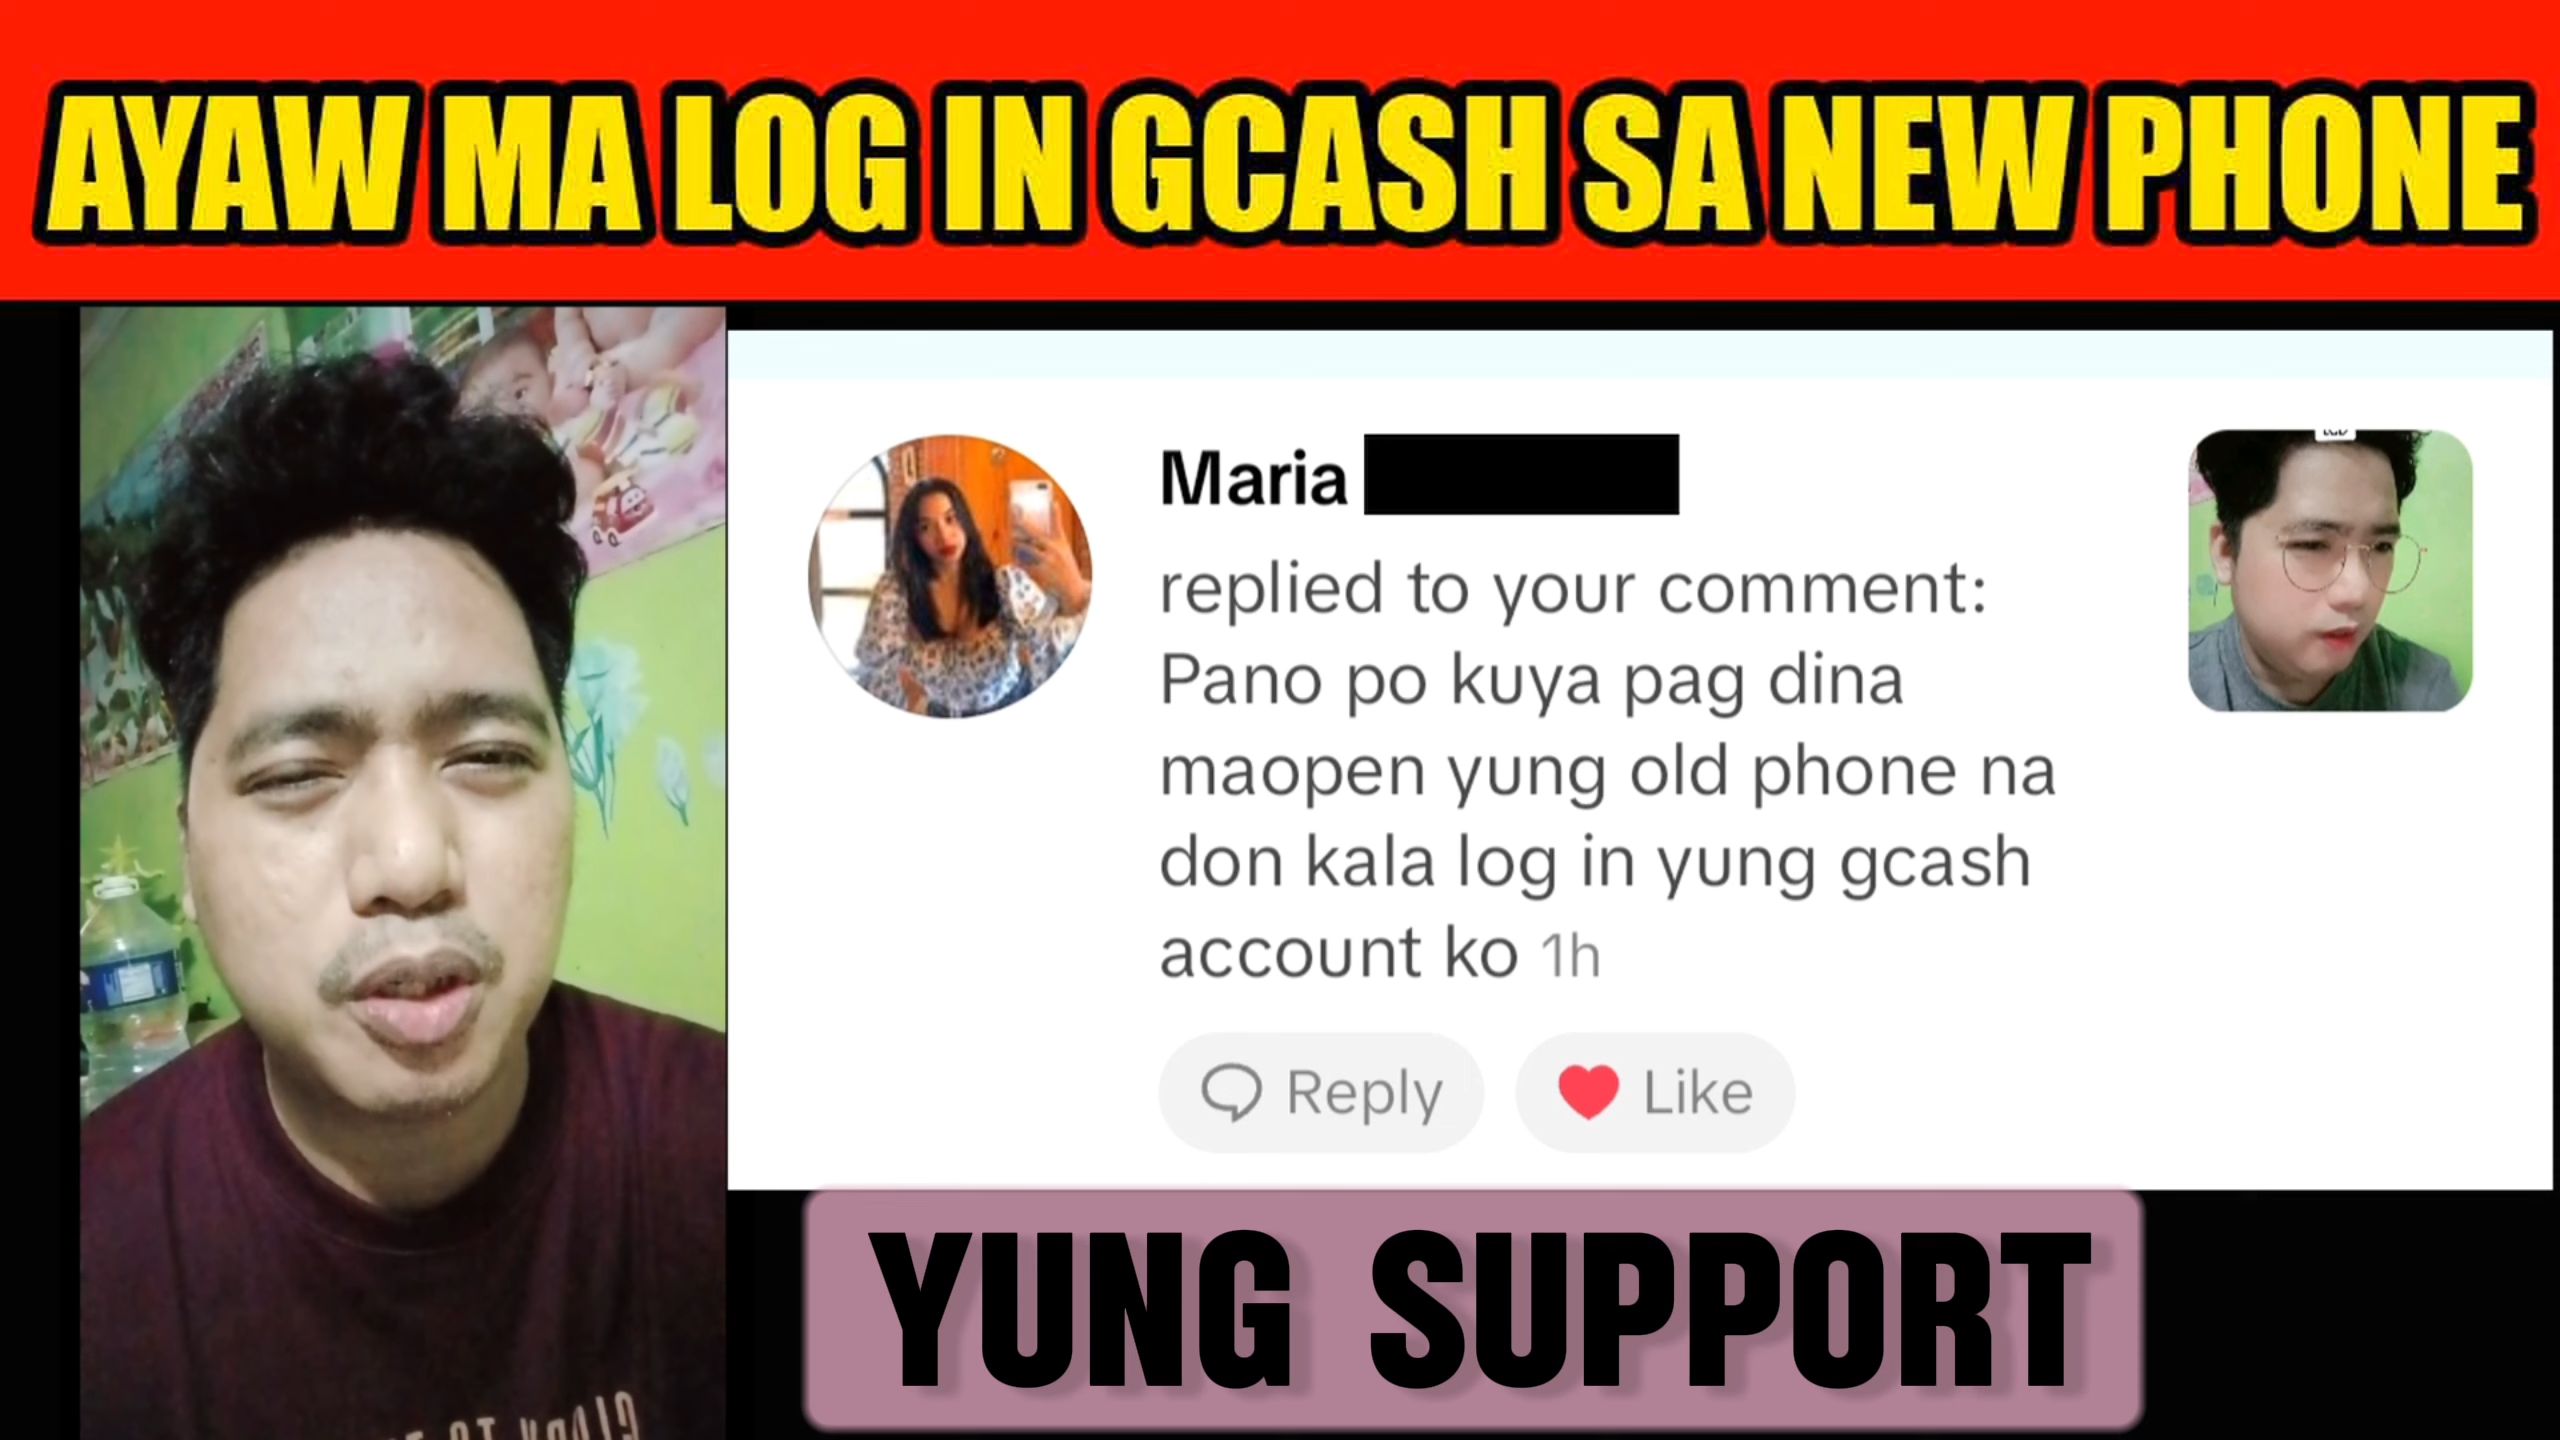 AYAW MA LOG IN GCASH SA NEW PHONE
Maria
replied to your comment:
Pano po kuya pag dina
maopen yung old phone na
don kala log in yung gcash
account ko 1h
Reply
Like
YUNG SUPPORT